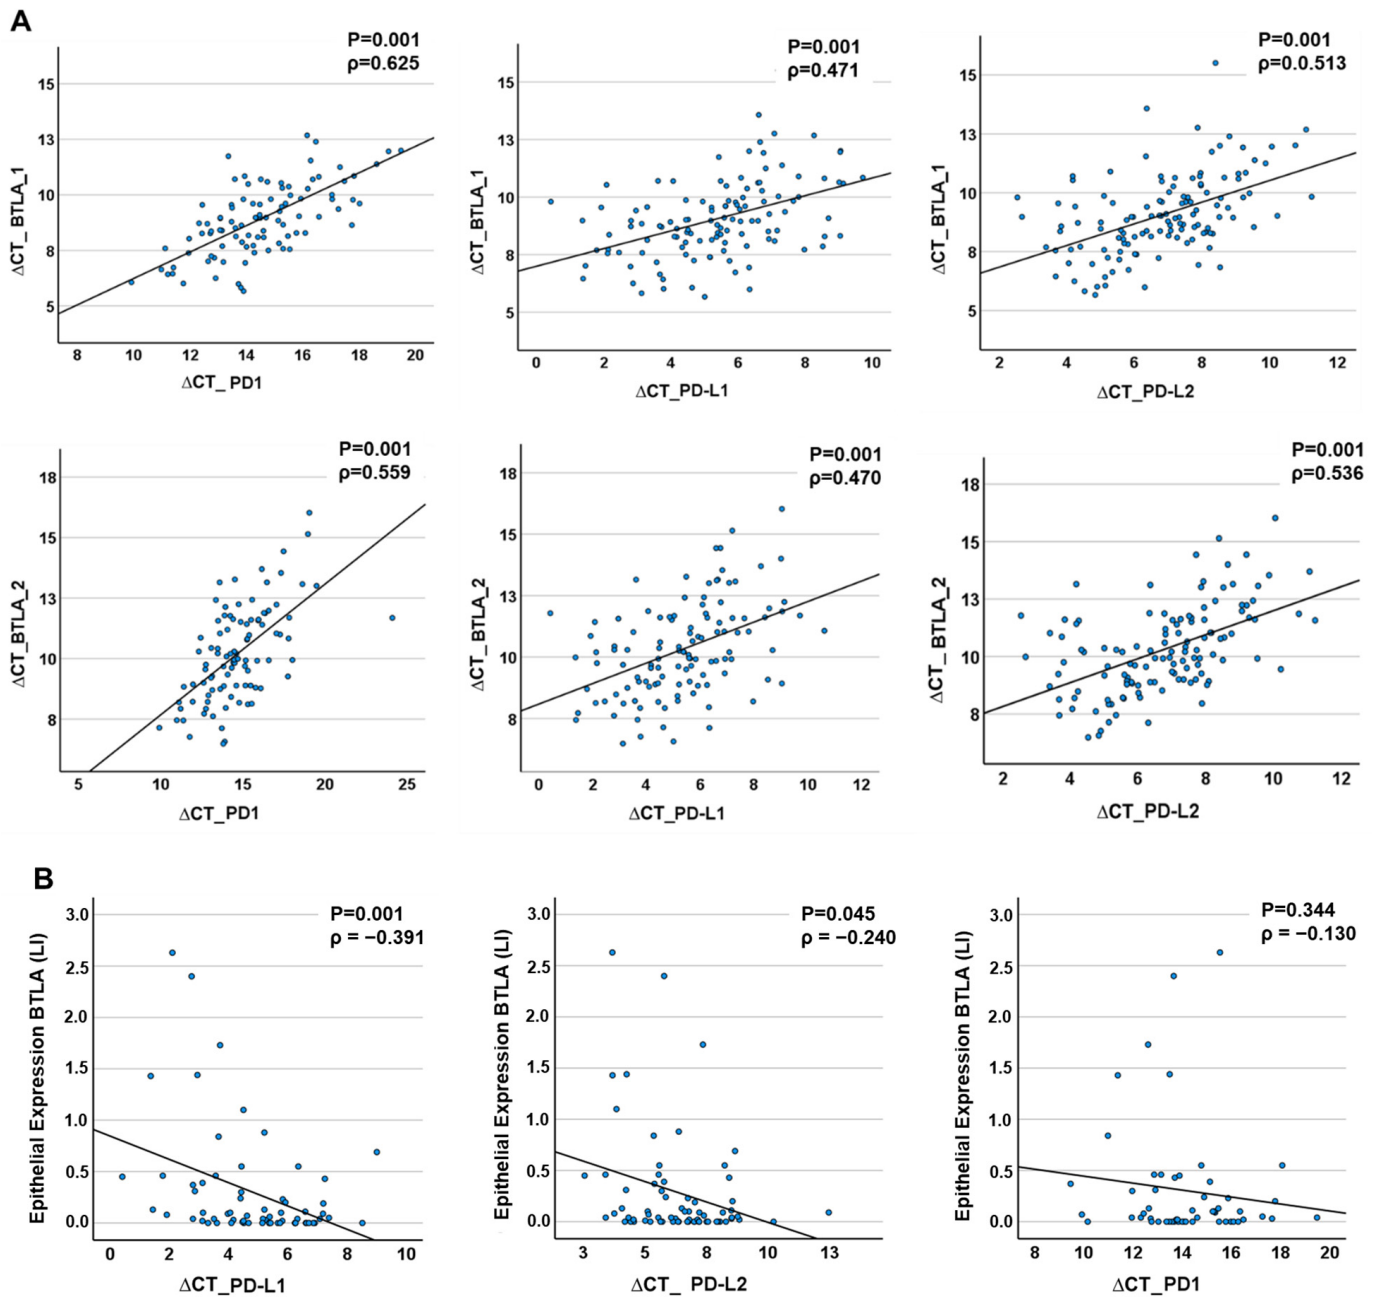 A
P=0.001
ρ=0.625
15
13
10
8
5
ΔCT_BTLA_1
8 10 12 14 16 18 20
ΔCT_ PD1
P=0.001
ρ=0.471
15
13
10
8
5
ΔCT_ BTLA_1
0 2 4 6 8 10
ΔCT_PD-L1
P=0.001
ρ=0.0.513
15
13
10
8
5
ΔCT_ BTLA_1
2 4 6 8 10 12
ΔCT_PD-L2
P=0.001
ρ=0.559
18
15
13
10
8
ΔCT_BTLA_2
5 10 15 20 25
ΔCT_PD1
P=0.001
ρ=0.470
18
15
13
10
8
ΔCT_ BTLA_2
0 2 4 6 8 10 12
ΔCT_PD-L1
P=0.001
ρ=0.536
18
15
13
10
8
ΔCT_ BTLA_2
2 4 6 8 10 12
ΔCT_PD-L2
B
P=0.001
ρ = −0.391
3.0
2.5
2.0
1.5
1.0
0.5
0.0
Epithelial Expression BTLA (LI)
0 2 4 6 8 10
ΔCT_PD-L1
P=0.045
ρ = −0.240
3.0
2.5
2.0
1.5
1.0
0.5
0.0
Epithelial Expression BTLA (LI)
3 5 8 10 13
ΔCT_ PD-L2
P=0.344
ρ = −0.130
3.0
2.5
2.0
1.5
1.0
0.5
0.0
Epithelial Expression BTLA (LI)
8 10 12 14 16 18 20
ΔCT_PD1